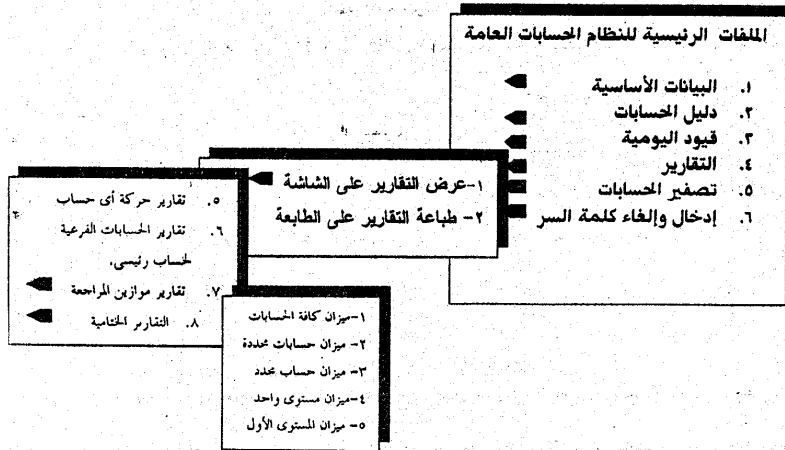 الملفات الرئيسية للنظام الحسابات العامة
١. البيانات الأساسية
٢. دليل الحسابات
٣. قيود اليومية
٤. التقارير
٥. تصفير الحسابات
٦. إدخال وإلغاء كلمة السر
١-عرض التقارير على الشاشة
٢- طباعة التقارير على الطابعة
٥. تقارير حركة أى حساب
٦. تقارير الحسابات الفرعية
لحساب رئيسى.
٧. تقارير موازين المراجعة
٨. التقارير الختامية
١-ميزان كافة الحسابات
٢- ميزان حسابات محددة
٣- ميزان حساب محدد
٤-ميزان مستوى واحد
٥- ميزان المستوى الأول